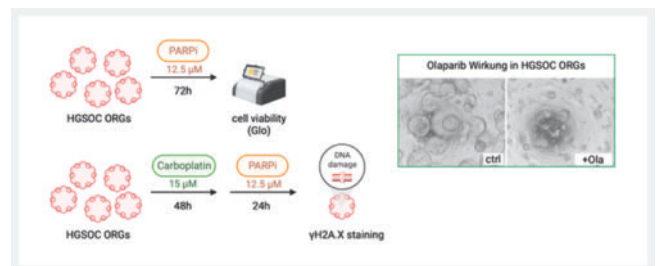 PARPi
12.5 µM
72h
HGSOC ORGs
cell viability
(Glo)
Carboplatin
15 µM
48h
PARPi
12.5 µM
24h
DNA
damage
HGSOC ORGs
γH2A.X staining
Olaparib Wirkung in HGSOC ORGs
ctrl
+Ola